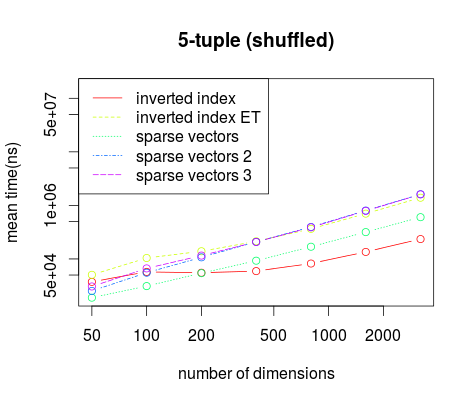 5-tuple (shuffled)
inverted index
inverted index ET
sparse vectors
sparse vectors 2
sparse vectors 3
mean time(ns)
5e+07
1e+06
5e+04
50 100 200 500 1000 2000
number of dimensions